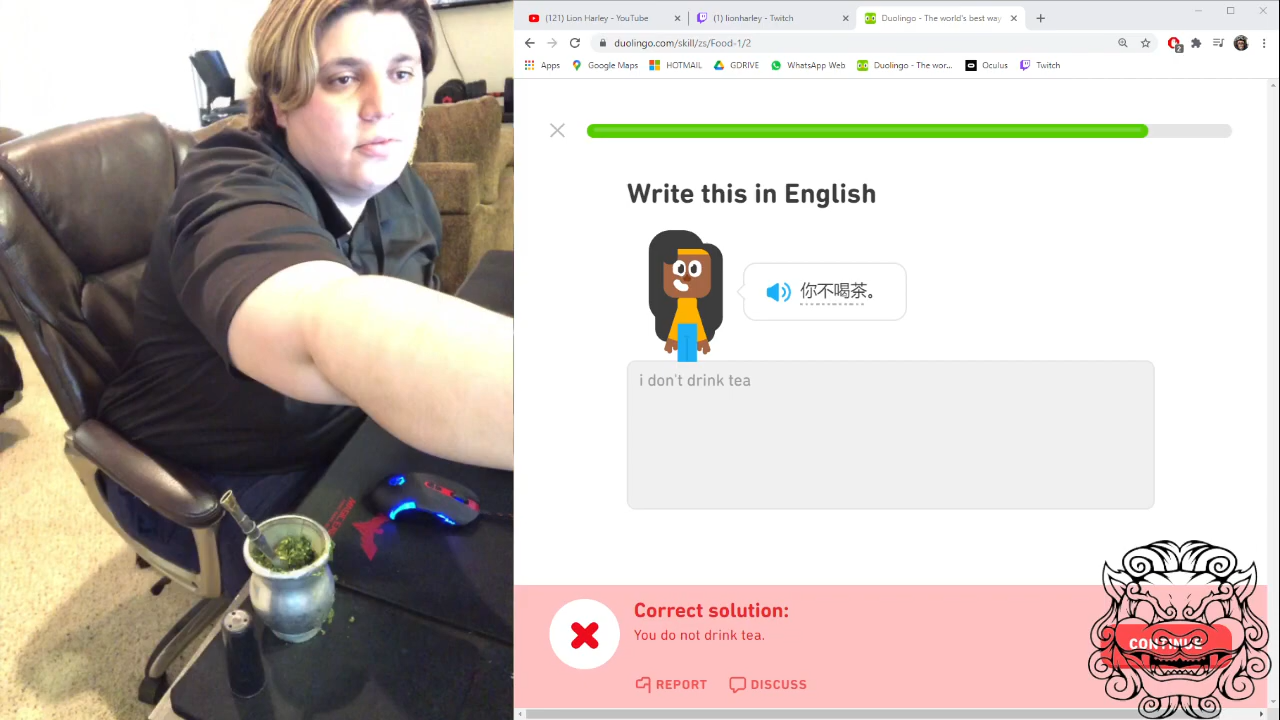 (121) Lion Harley - YouTube
(1) lionharley - Twitch
Duolingo - The world's best way
duolingo.com/skill/zs/Food-1/2
Apps
Google Maps
HOTMAIL
GDRIVE
WhatsApp Web
Duolingo - The wor...
Oculus
Twitch
Write this in English
你不喝茶。
i don't drink tea
Correct solution:
You do not drink tea.
CONTINUE
REPORT
DISCUSS